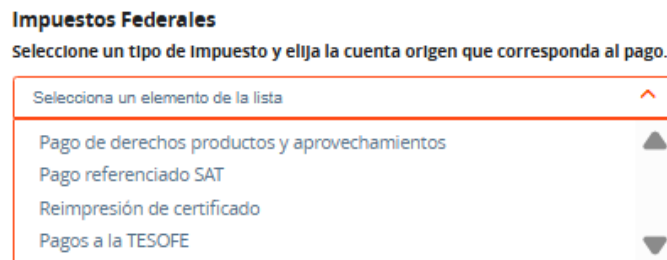 Impuestos Federales
Seleccione un tipo de impuesto y elija la cuenta origen que corresponda al pago.
Selecciona un elemento de la lista
Pago de derechos productos y aprovechamientos
Pago referenciado SAT
Reimpresión de certificado
Pagos a la TESOFE